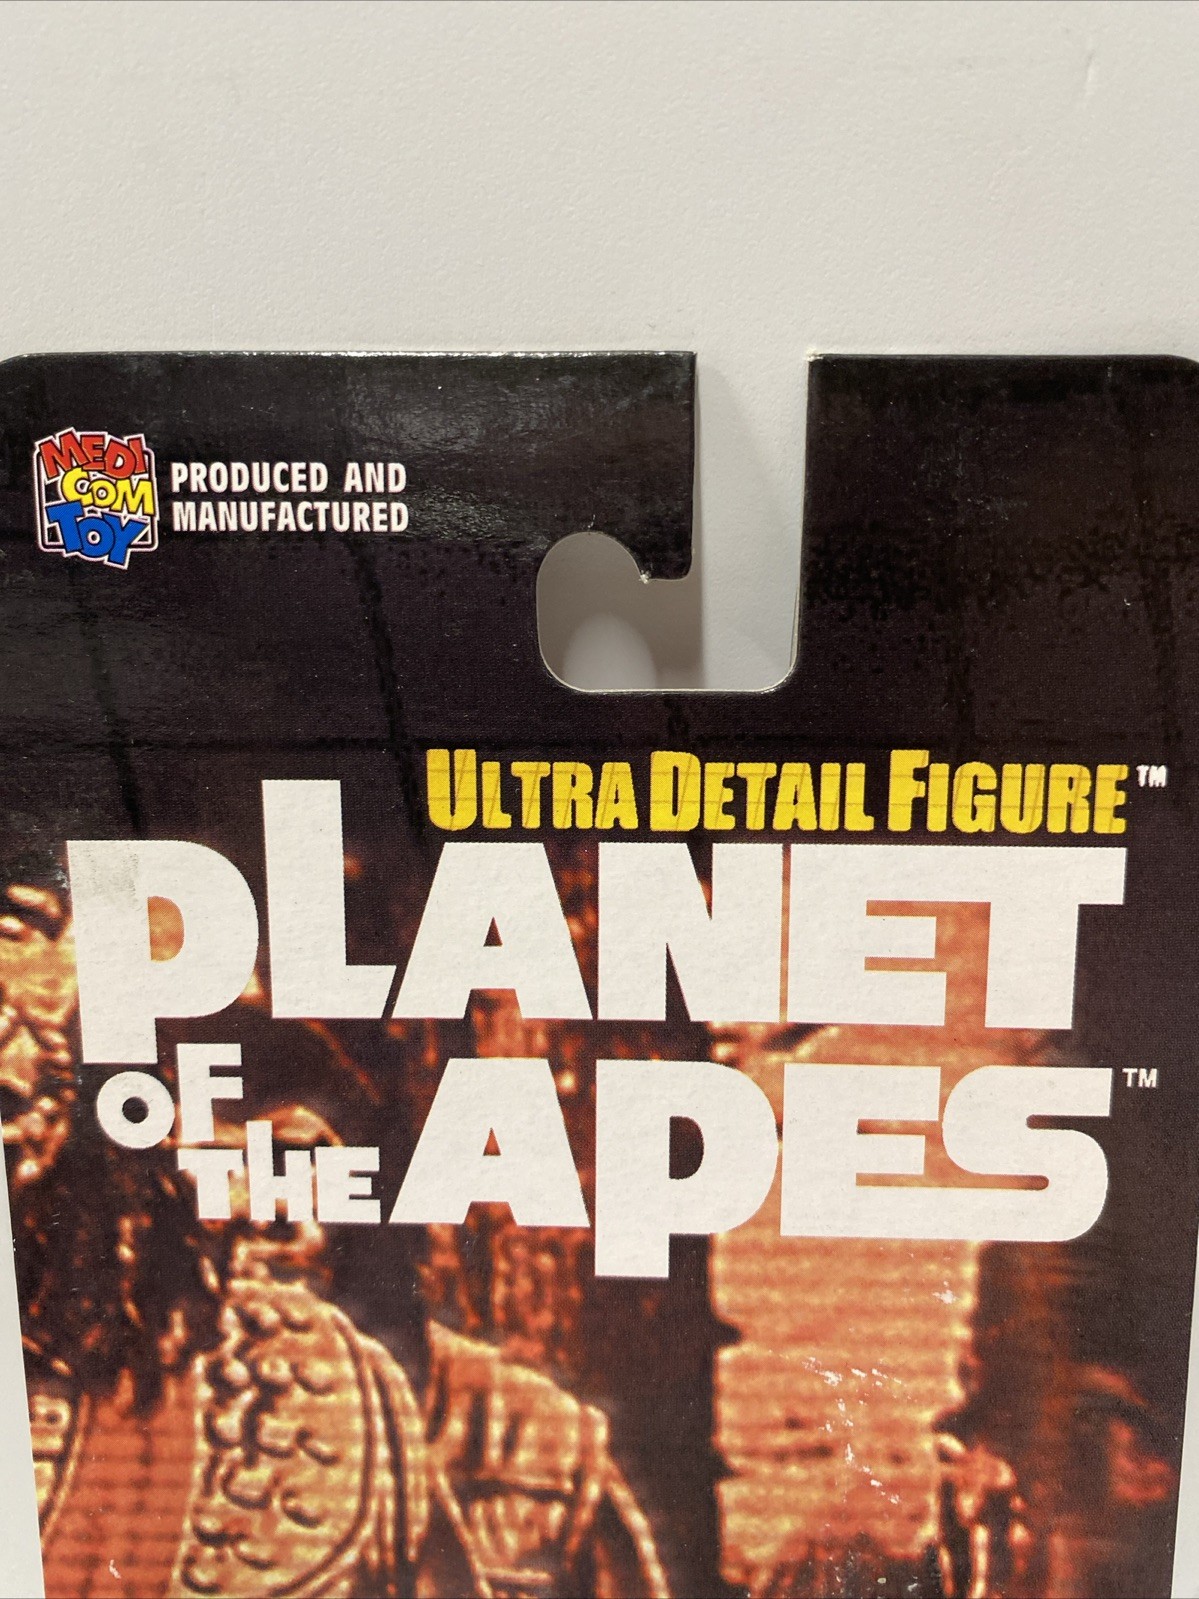 MEDI
COM
TOY
PRODUCED AND
MANUFACTURED
ULTRA DETAIL FIGURE™
PLANET
OF
THE APES™